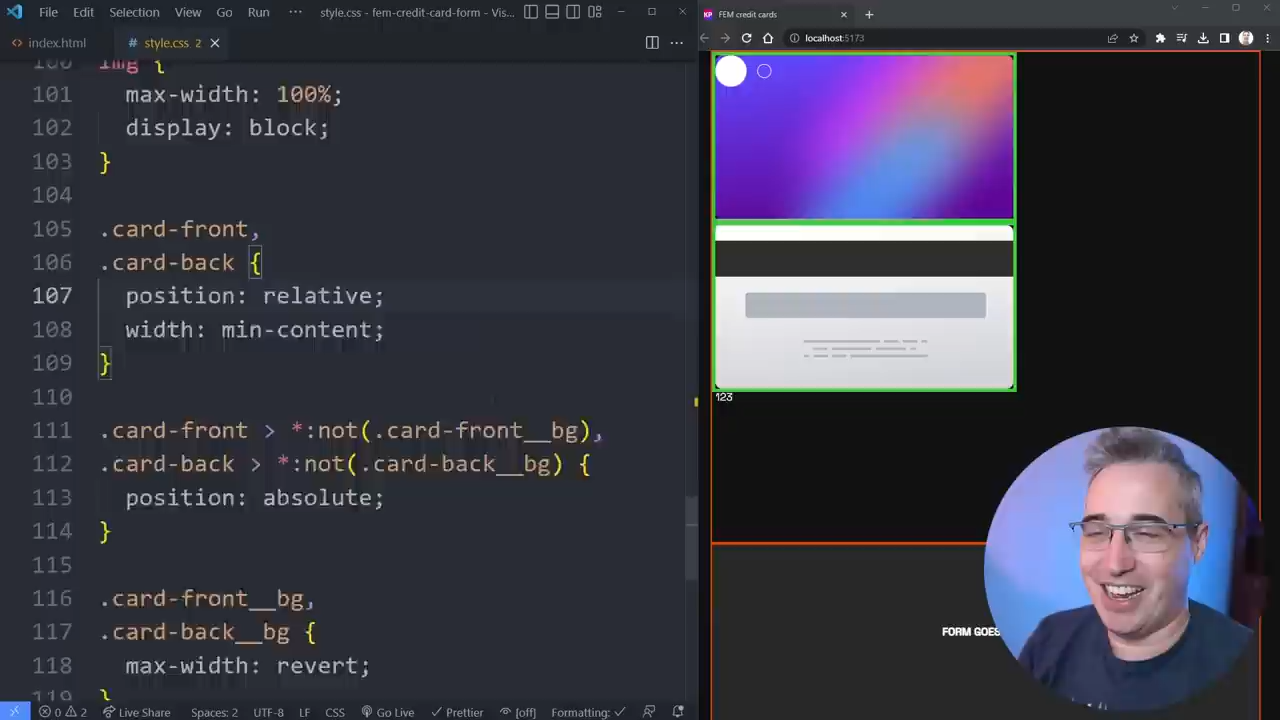 File Edit Selection View Go Run ··· style.css - fem-credit-card-form - Vis...
index.html
# style.css 2
100 img {
101 max-width: 100%;
102 display: block;
103 }
104
105 .card-front,
106 .card-back {
107 position: relative;
108 width: min-content;
109 }
110
111 .card-front > *:not(.card-front__bg),
112 .card-back > *:not(.card-back__bg) {
113 position: absolute;
114 }
115
116 .card-front__bg,
117 .card-back__bg {
118 max-width: revert;
119 }
0 2 Live Share Spaces: 2 UTF-8 LF CSS Go Live Prettier [off] Formatting:
KP FEM credit cards
localhost:5173
123
FORM GOES